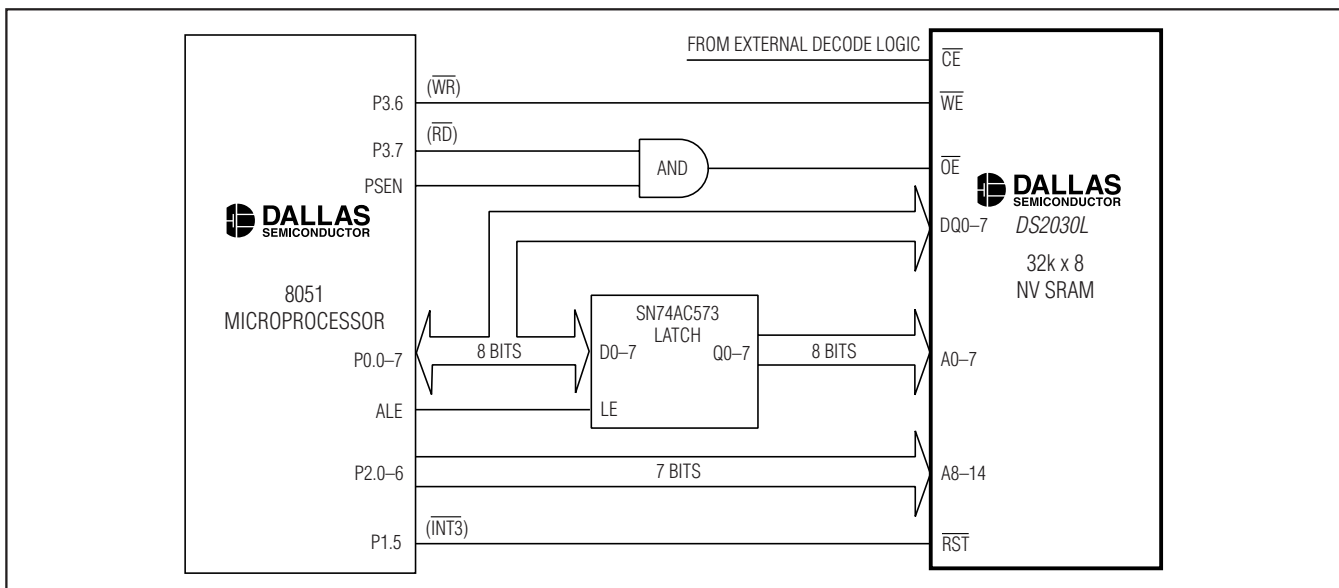 FROM EXTERNAL DECODE LOGIC
CE
P3.6
(WR)
WE
P3.7
(RD)
AND
OE
PSEN
DALLAS
SEMICONDUCTOR
DALLAS
SEMICONDUCTOR
DQ0–7
DS2030L
32k x 8
NV SRAM
8051
MICROPROCESSOR
SN74AC573
LATCH
P0.0–7
8 BITS
D0–7
Q0–7
8 BITS
A0–7
ALE
LE
P2.0–6
7 BITS
A8–14
P1.5
(INT3)
RST